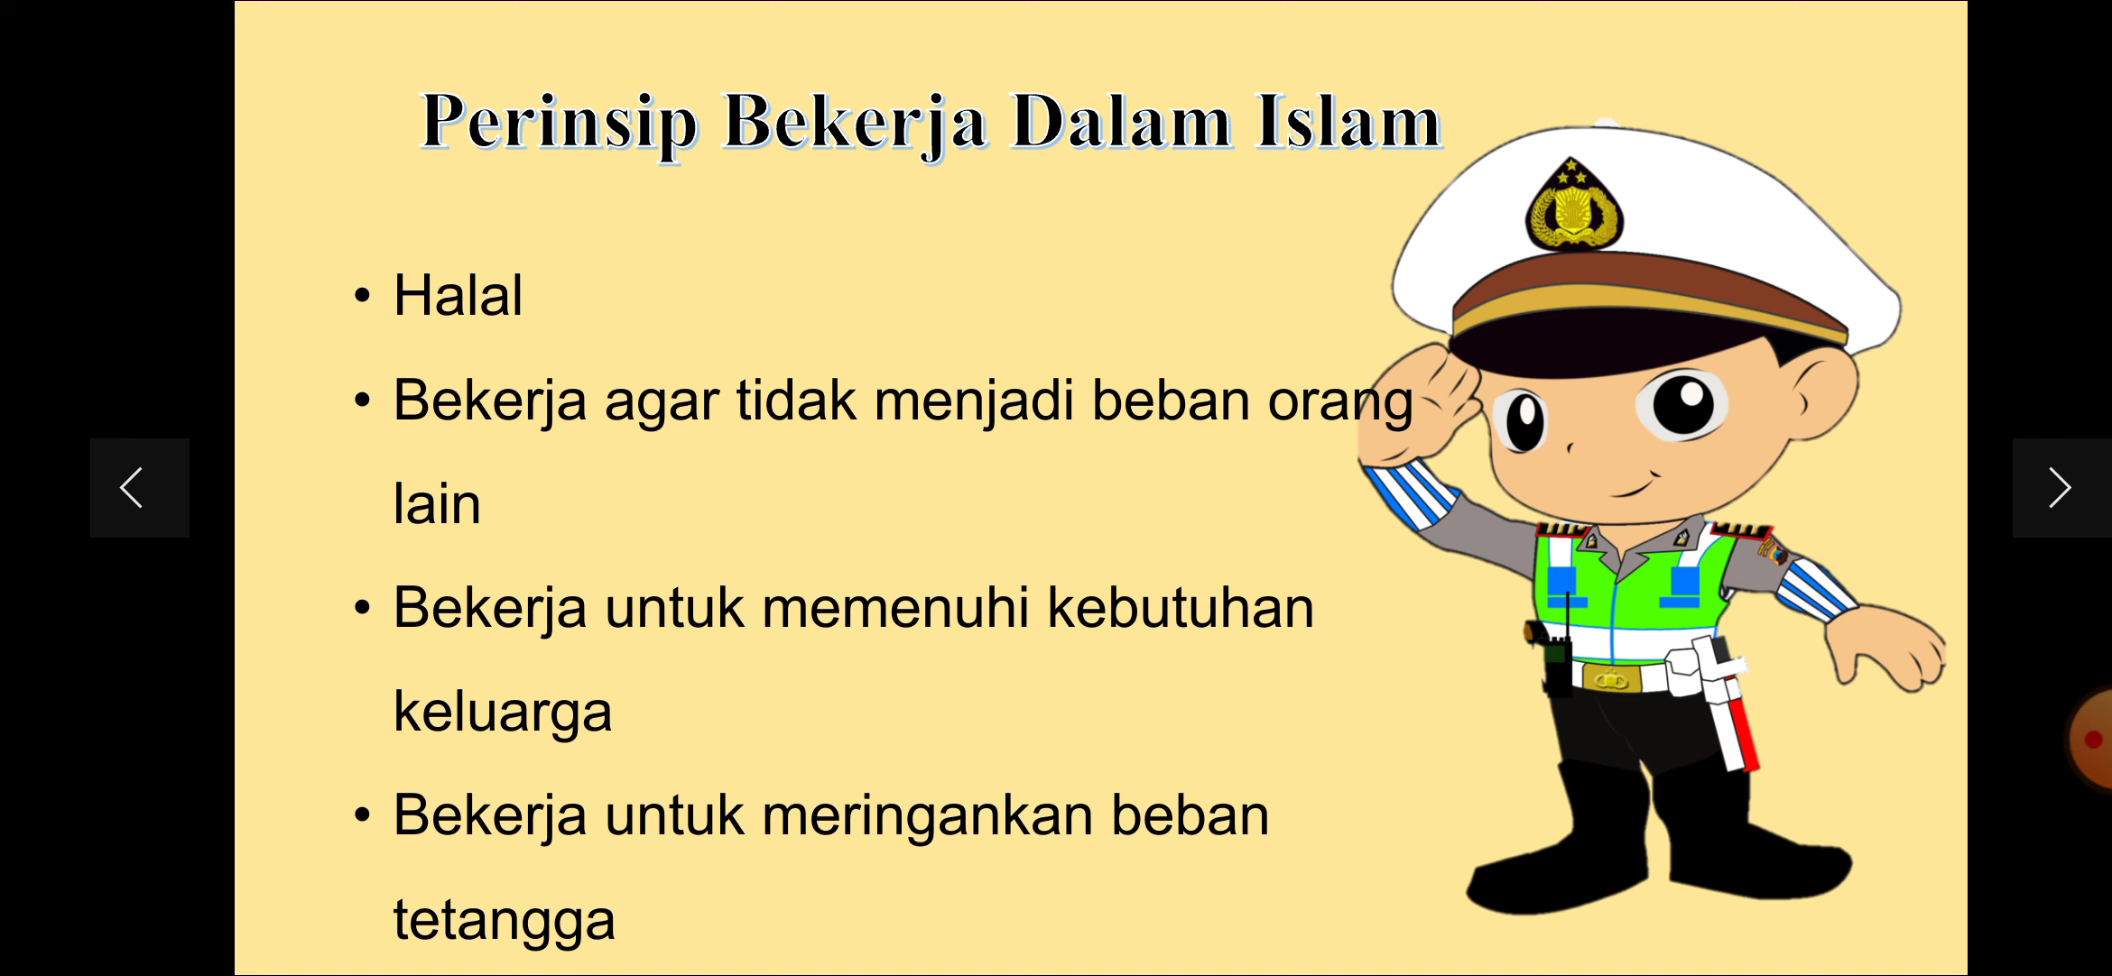 Perinsip Bekerja Dalam Islam
• Halal
• Bekerja agar tidak menjadi beban orang
lain
• Bekerja untuk memenuhi kebutuhan
keluarga
• Bekerja untuk meringankan beban
tetangga